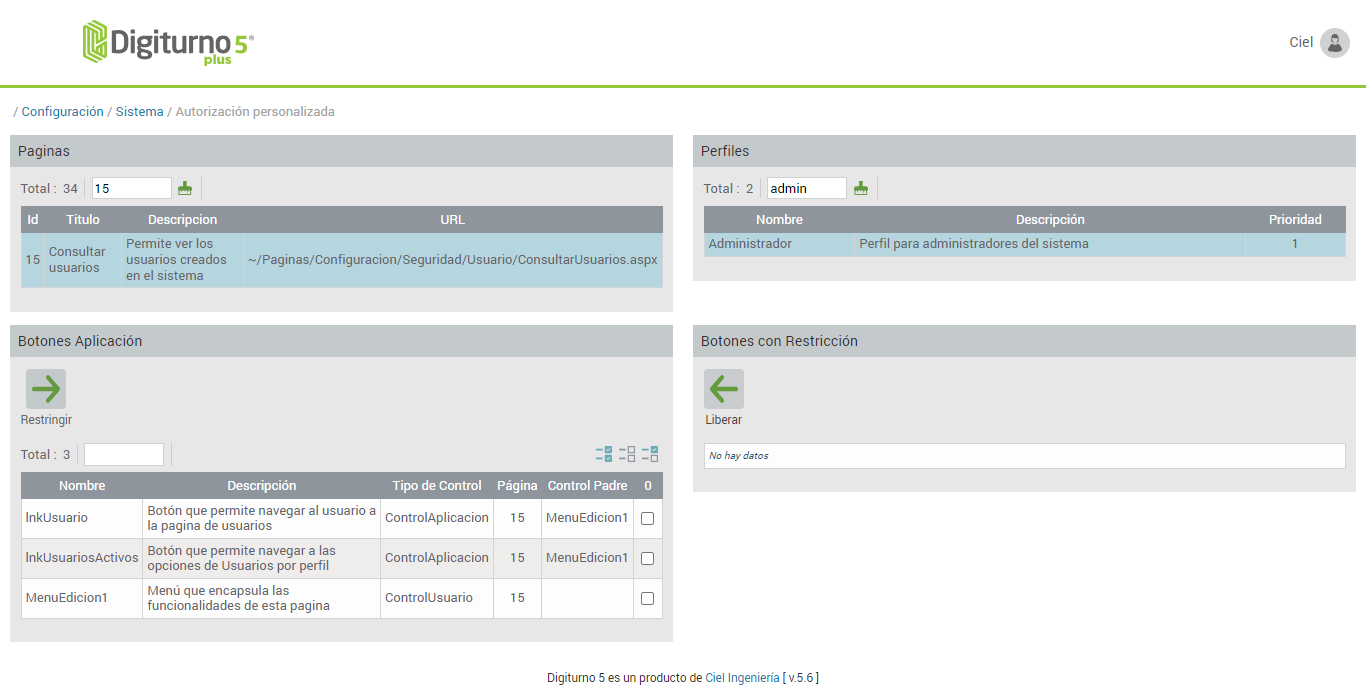 Digiturno 5®
plus
Ciel
/ Configuración / Sistema / Autorización personalizada
Paginas
Total : 34 15
Id Titulo Descripcion URL
15 Consultar usuarios Permite ver los usuarios creados en el sistema ~/Paginas/Configuracion/Seguridad/Usuario/ConsultarUsuarios.aspx
Perfiles
Total : 2 admin
Nombre Descripción Prioridad
Administrador Perfil para administradores del sistema 1
Botones Aplicación
Restringir
Total : 3
Nombre Descripción Tipo de Control Página Control Padre 0
lnkUsuario Botón que permite navegar al usuario a la pagina de usuarios ControlAplicacion 15 MenuEdicion1
lnkUsuariosActivos Botón que permite navegar a las opciones de Usuarios por perfil ControlAplicacion 15 MenuEdicion1
MenuEdicion1 Menú que encapsula las funcionalidades de esta pagina ControlUsuario 15
Botones con Restricción
Liberar
No hay datos
Digiturno 5 es un producto de Ciel Ingeniería [ v.5.6 ]